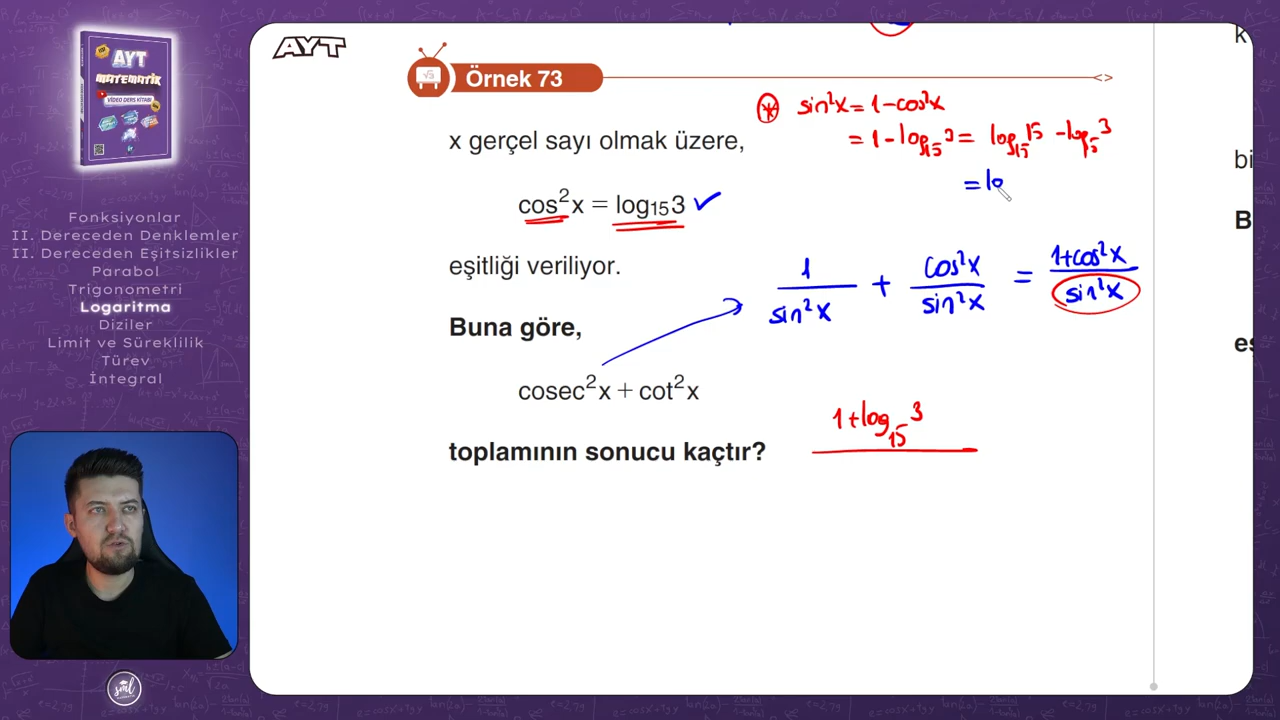 AYT
MATEMATİK
VİDEO DERS KİTABI
Fonksiyonlar
II. Dereceden Denklemler
II. Dereceden Eşitsizlikler
Parabol
Trigonometri
Logaritma
Diziler
Limit ve Süreklilik
Türev
İntegral
sml
AYT
Örnek 73
x gerçel sayı olmak üzere,
cos²x = log₁₅3 ✓
eşitliği veriliyor.
Buna göre,
cosec²x + cot²x
toplamının sonucu kaçtır?
* sin²x = 1 - cos²x
= 1 - log₁₅3 = log₁₅15 - log₁₅3
= lo
1/sin²x + cos²x/sin²x = 1+cos²x/sin²x
1 + log₁₅3
k
bi
B
eş